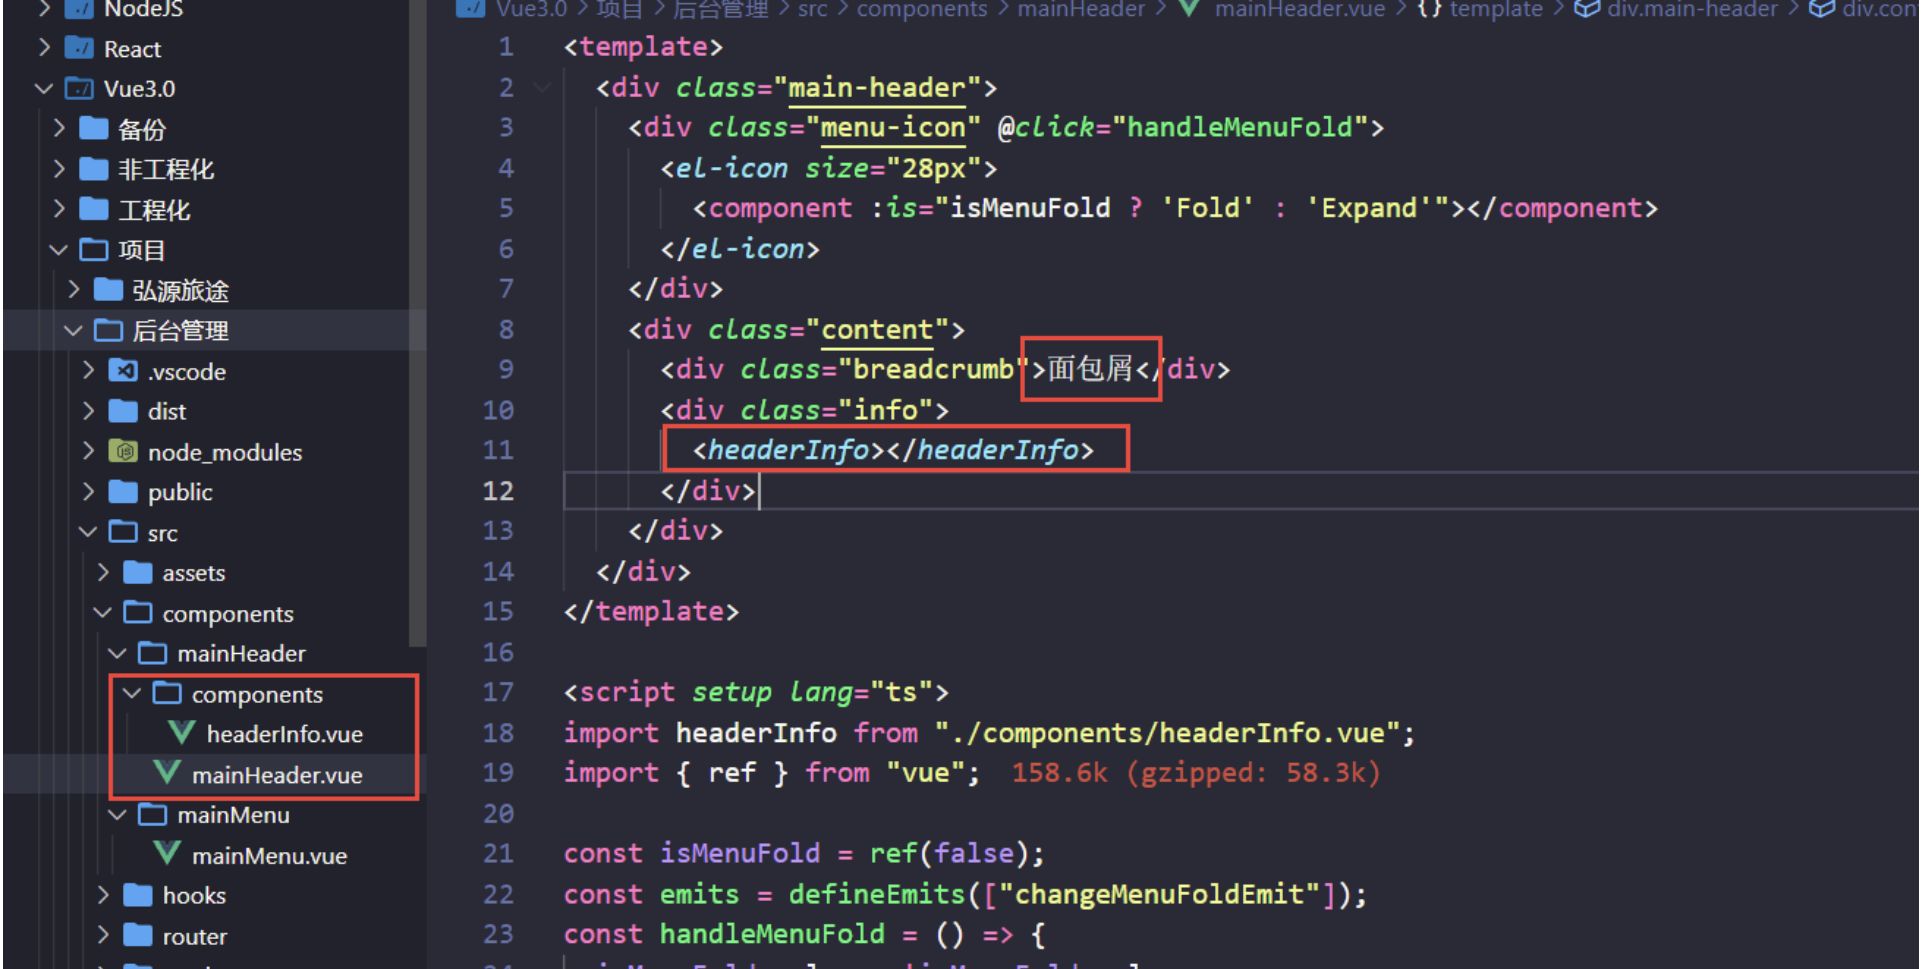 NodeJS
React
Vue3.0
备份
非工程化
工程化
项目
弘源旅途
后台管理
.vscode
dist
node_modules
public
src
assets
components
mainHeader
components
headerInfo.vue
mainHeader.vue
mainMenu
mainMenu.vue
hooks
router
Vue3.0 > 项目 > 后台管理 > src > components > mainHeader > mainHeader.vue > {} template > div.main-header > div.con
1 <template>
2 <div class="main-header">
3 <div class="menu-icon" @click="handleMenuFold">
4 <el-icon size="28px">
5 <component :is="isMenuFold ? 'Fold' : 'Expand'"></component>
6 </el-icon>
7 </div>
8 <div class="content">
9 <div class="breadcrumb">面包屑</div>
10 <div class="info">
11 <headerInfo></headerInfo>
12 </div>
13 </div>
14 </div>
15 </template>
16
17 <script setup lang="ts">
18 import headerInfo from "./components/headerInfo.vue";
19 import { ref } from "vue"; 158.6k (gzipped: 58.3k)
20
21 const isMenuFold = ref(false);
22 const emits = defineEmits(["changeMenuFoldEmit"]);
23 const handleMenuFold = () => {